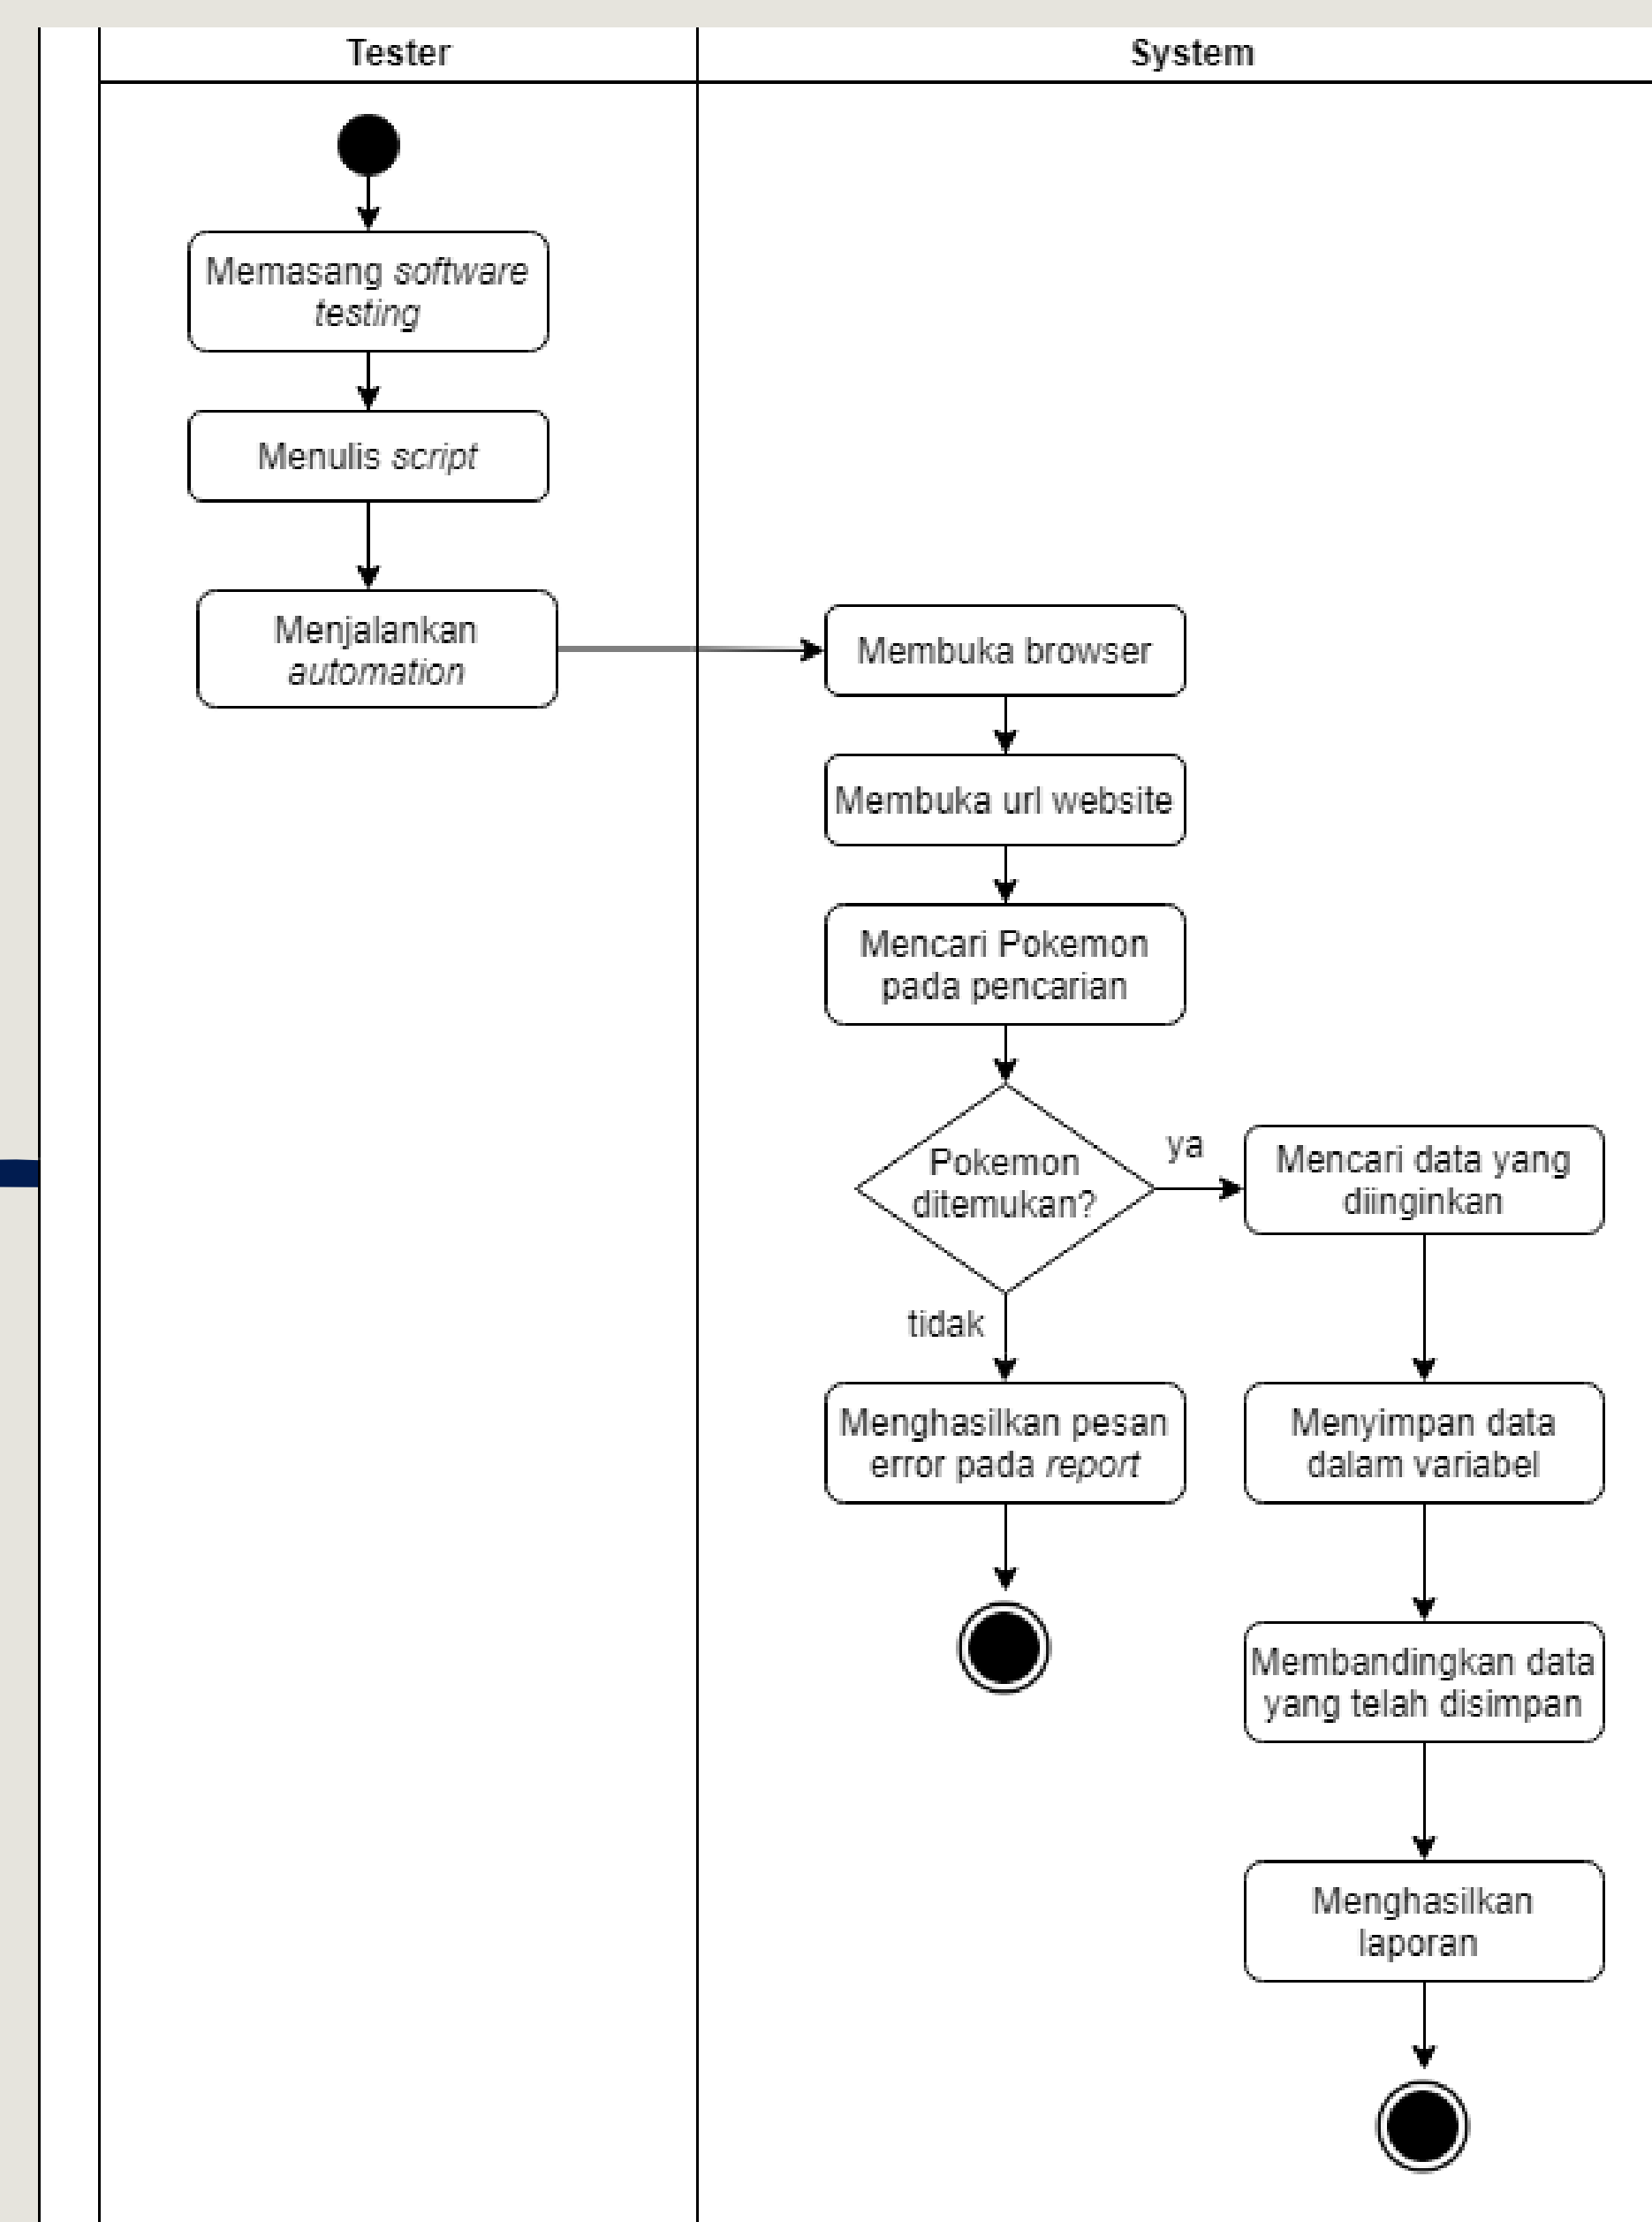 Tester
System
Memasang software
testing
Menulis script
Menjalankan
automation
Membuka browser
Membuka url website
Mencari Pokemon
pada pencarian
Pokemon
ditemukan?
ya
Mencari data yang
diinginkan
tidak
Menghasilkan pesan
error pada report
Menyimpan data
dalam variabel
Membandingkan data
yang telah disimpan
Menghasilkan
laporan